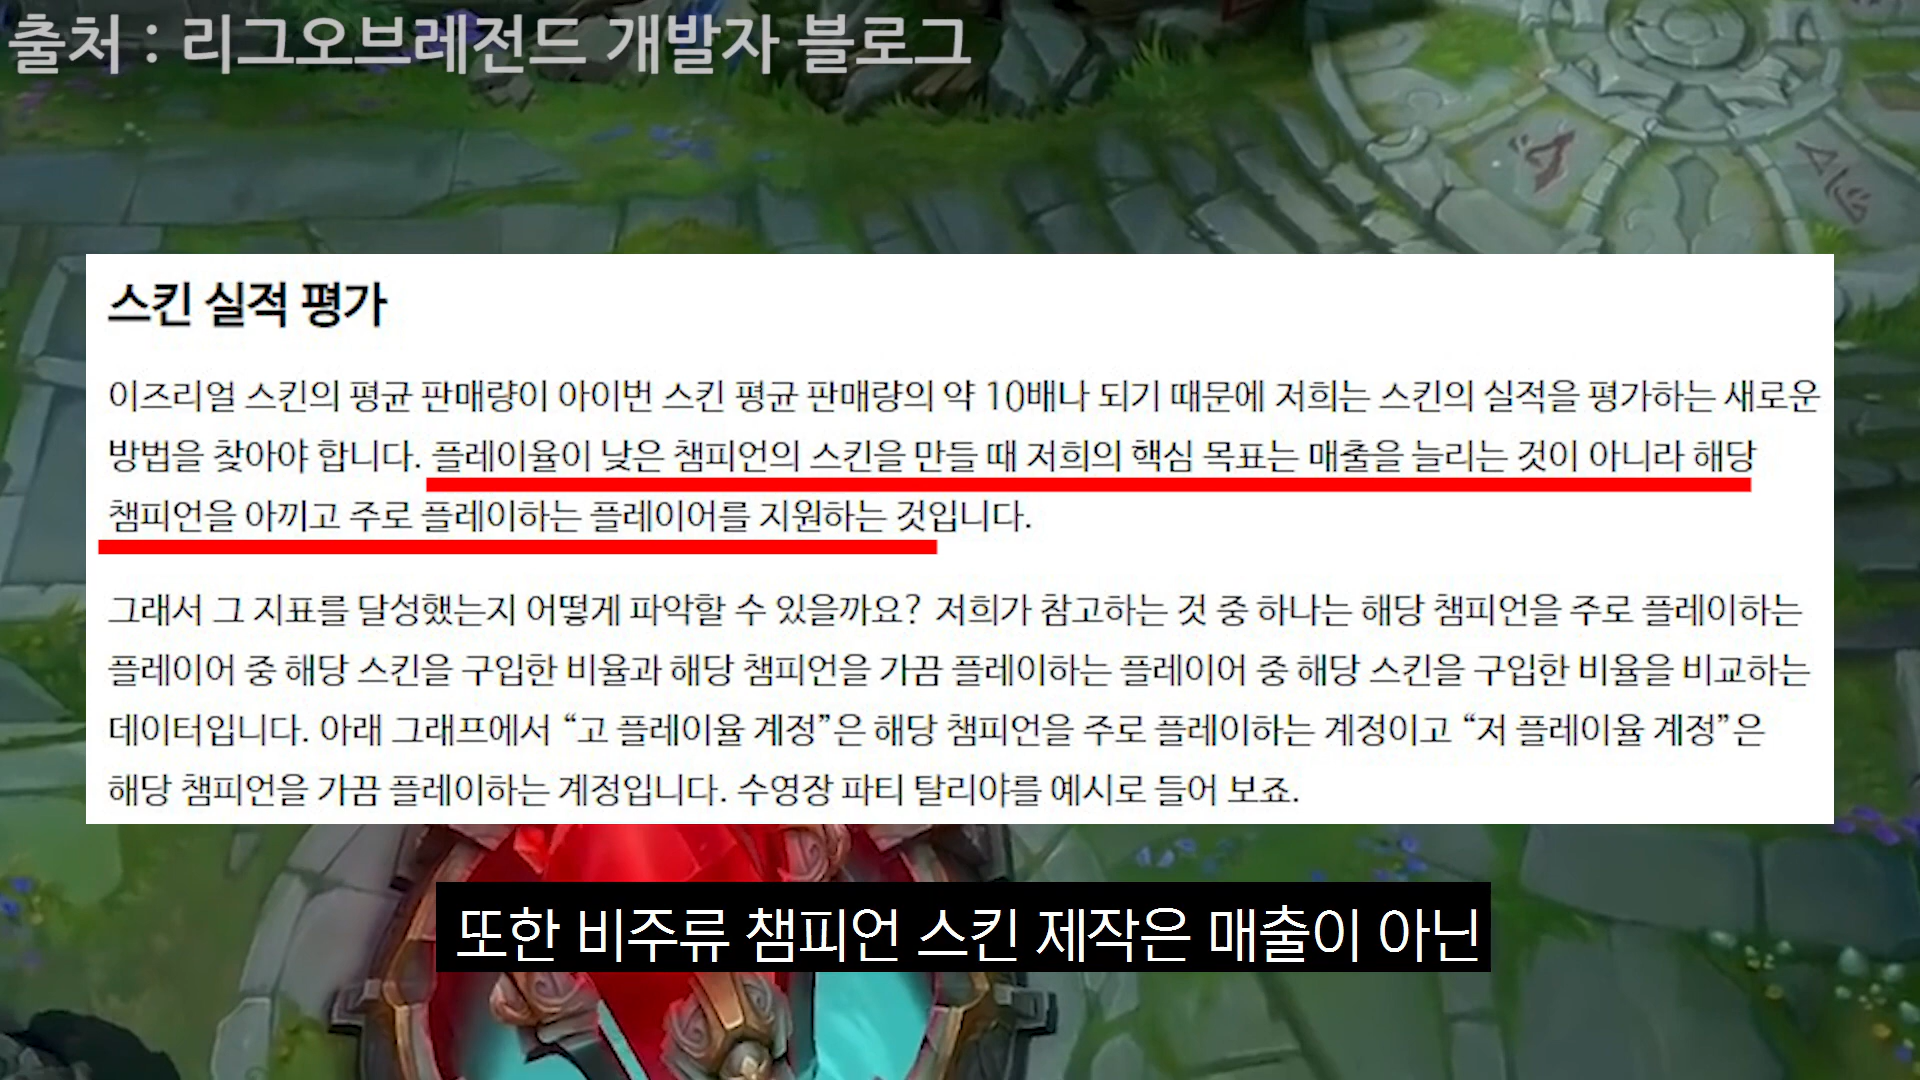 출처 : 리그오브레전드 개발자 블로그
스킨 실적 평가
이즈리얼 스킨의 평균 판매량이 아이번 스킨 평균 판매량의 약 10배나 되기 때문에 저희는 스킨의 실적을 평가하는 새로운
방법을 찾아야 합니다. 플레이율이 낮은 챔피언의 스킨을 만들 때 저희의 핵심 목표는 매출을 늘리는 것이 아니라 해당
챔피언을 아끼고 주로 플레이하는 플레이어를 지원하는 것입니다.
그래서 그 지표를 달성했는지 어떻게 파악할 수 있을까요? 저희가 참고하는 것 중 하나는 해당 챔피언을 주로 플레이하는
플레이어 중 해당 스킨을 구입한 비율과 해당 챔피언을 가끔 플레이하는 플레이어 중 해당 스킨을 구입한 비율을 비교하는
데이터입니다. 아래 그래프에서 “고 플레이율 계정”은 해당 챔피언을 주로 플레이하는 계정이고 “저 플레이율 계정”은
해당 챔피언을 가끔 플레이하는 계정입니다. 수영장 파티 탈리야를 예시로 들어 보죠.
또한 비주류 챔피언 스킨 제작은 매출이 아닌